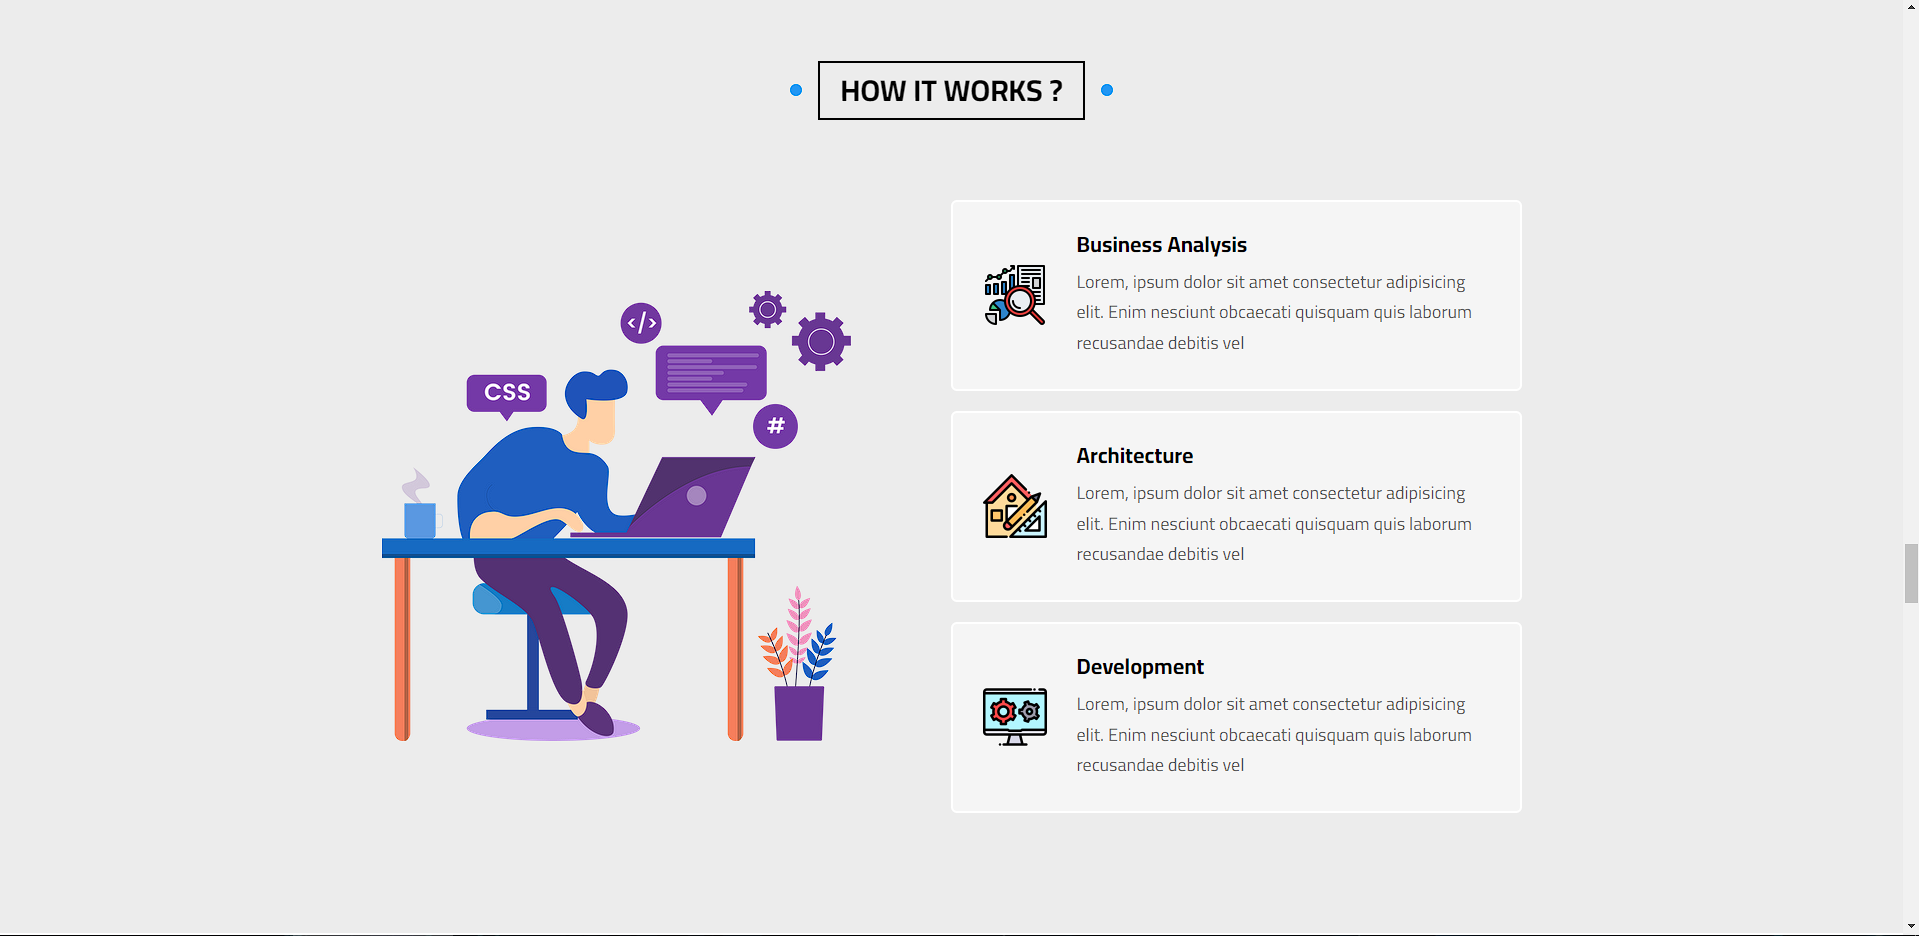 HOW IT WORKS ?
</>
CSS
#
Business Analysis
Lorem, ipsum dolor sit amet consectetur adipisicing
elit. Enim nesciunt obcaecati quisquam quis laborum
recusandae debitis vel
Architecture
Lorem, ipsum dolor sit amet consectetur adipisicing
elit. Enim nesciunt obcaecati quisquam quis laborum
recusandae debitis vel
Development
Lorem, ipsum dolor sit amet consectetur adipisicing
elit. Enim nesciunt obcaecati quisquam quis laborum
recusandae debitis vel